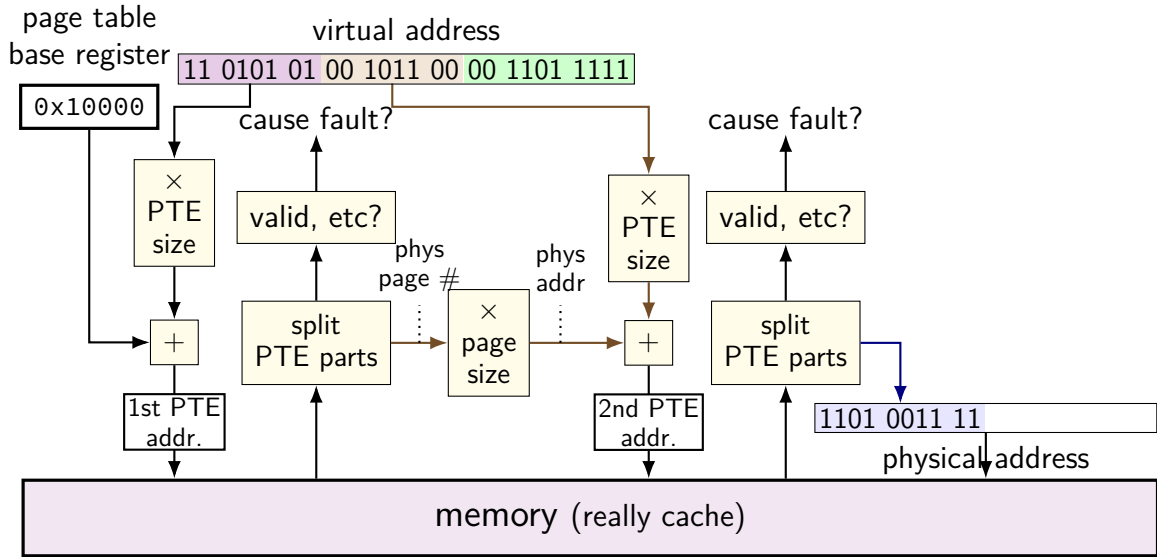 page table
base register
virtual address
11 0101 01 00 1011 00 00 1101 1111
0x10000
cause fault?
cause fault?
×
PTE
size
valid, etc?
×
PTE
size
valid, etc?
phys
page #
phys
addr
+
split
PTE parts
×
page
size
+
split
PTE parts
1st PTE
addr.
2nd PTE
addr.
1101 0011 11
physical address
memory (really cache)